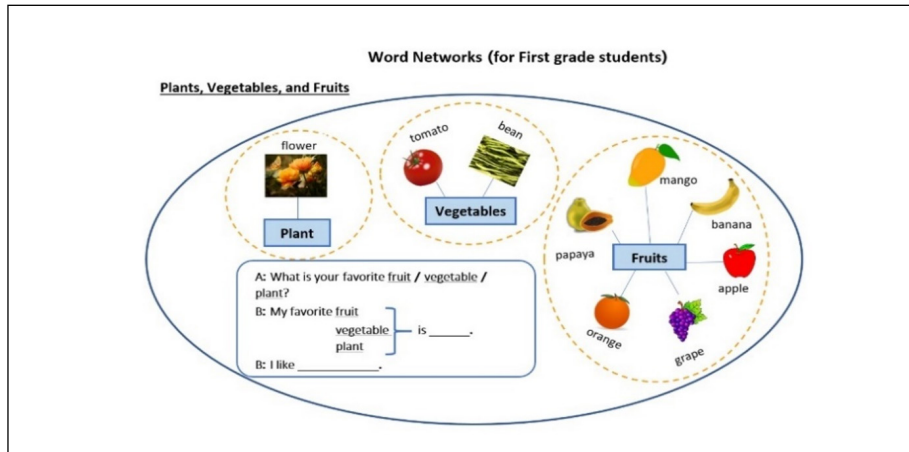 Word Networks (for First grade students)
Plants, Vegetables, and Fruits
flower
Plant
tomato
bean
Vegetables
mango
banana
papaya
Fruits
apple
orange
grape
A: What is your favorite fruit / vegetable /
plant?
B: My favorite fruit
vegetable is ______.
plant
B: I like ____________.